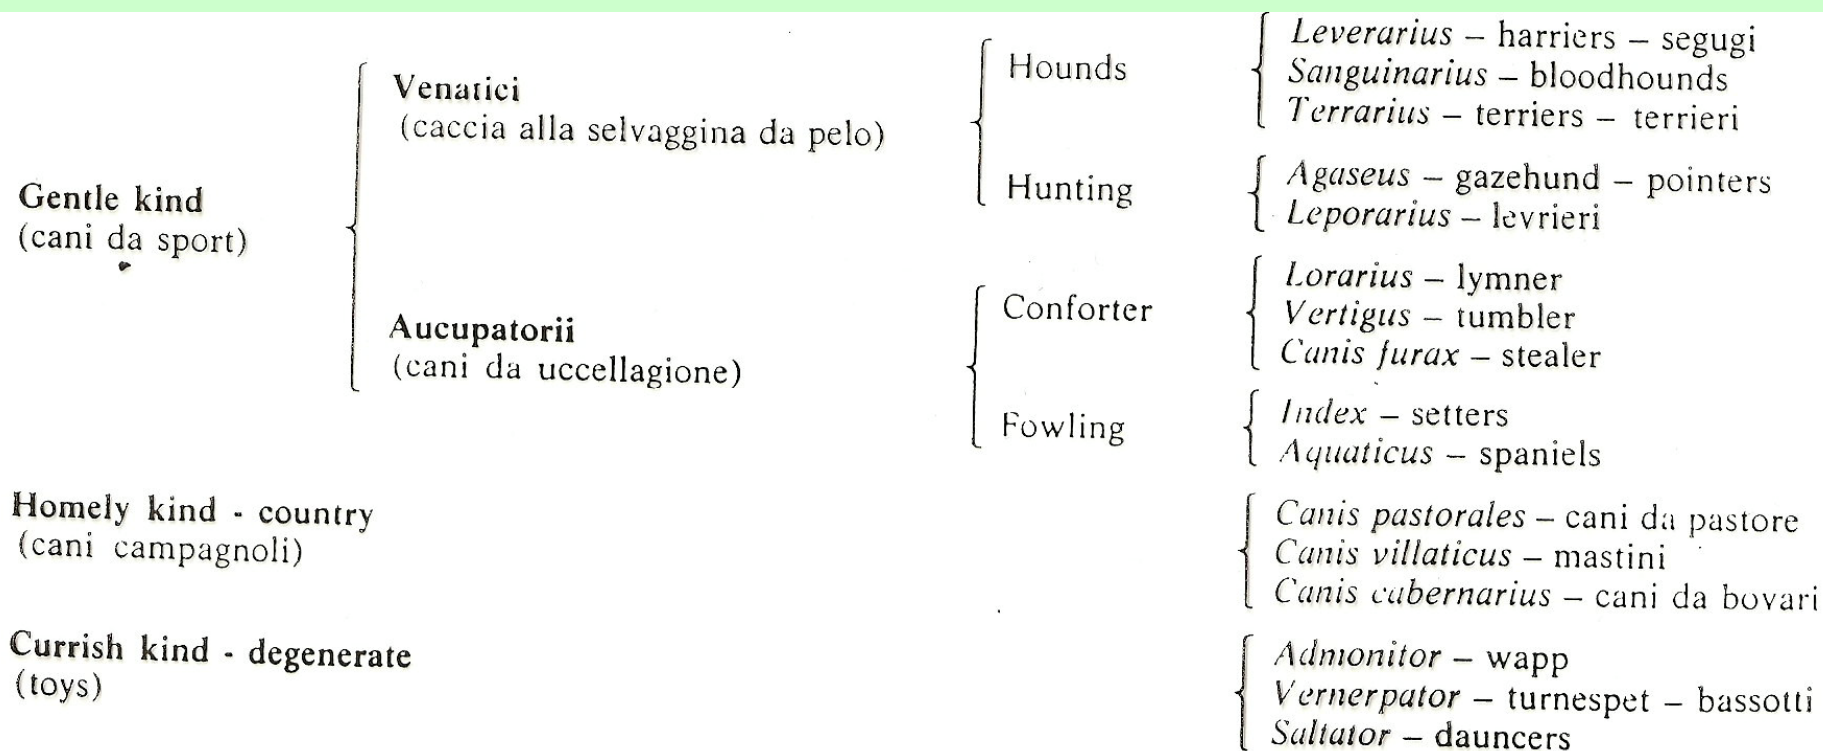 Gentle kind
(cani da sport)
Venatici
(caccia alla selvaggina da pelo)
Hounds
Leverarius – harriers – segugi
Sanguinarius – bloodhounds
Terrarius – terriers – terrieri
Hunting
Agaseus – gazehund – pointers
Leporarius – levrieri
Aucupatorii
(cani da uccellagione)
Conforter
Lorarius – lymner
Vertigus – tumbler
Canis furax – stealer
Fowling
Index – setters
Aquaticus – spaniels
Homely kind - country
(cani campagnoli)
Canis pastorales – cani da pastore
Canis villaticus – mastini
Canis cubernarius – cani da bovari
Currish kind - degenerate
(toys)
Admonitor – wapp
Vernerpator – turnespet – bassotti
Saltator – dauncers